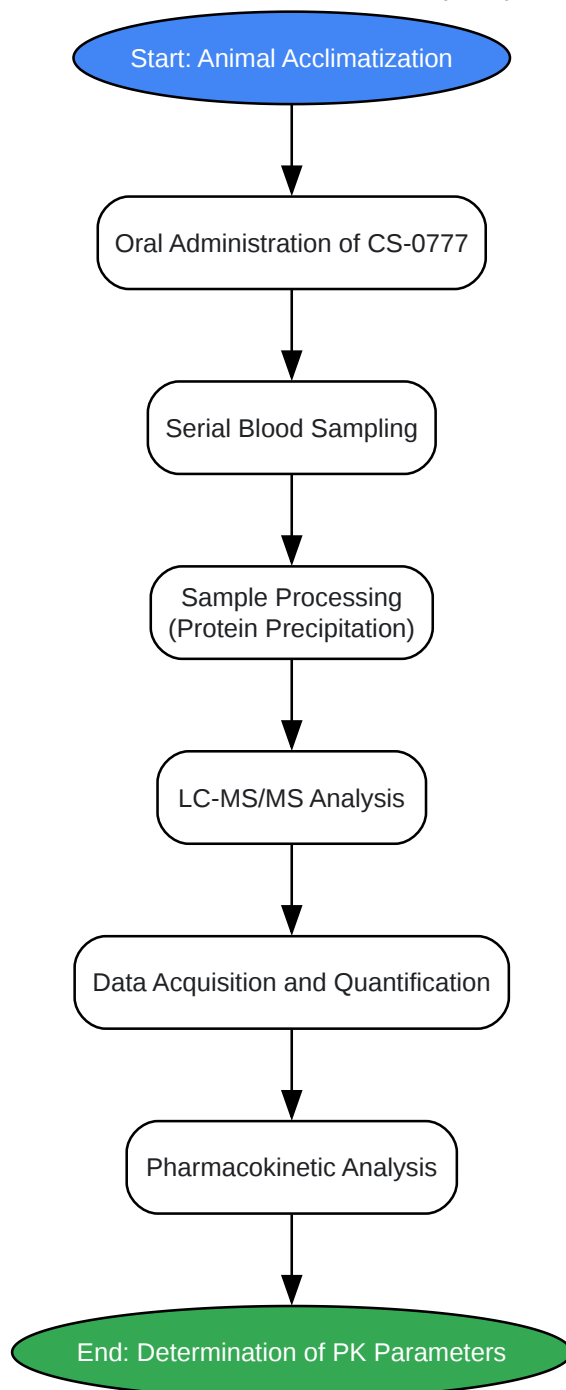 Start: Animal Acclimatization
Oral Administration of CS-0777
Serial Blood Sampling
Sample Processing
(Protein Precipitation)
LC-MS/MS Analysis
Data Acquisition and Quantification
Pharmacokinetic Analysis
End: Determination of PK Parameters